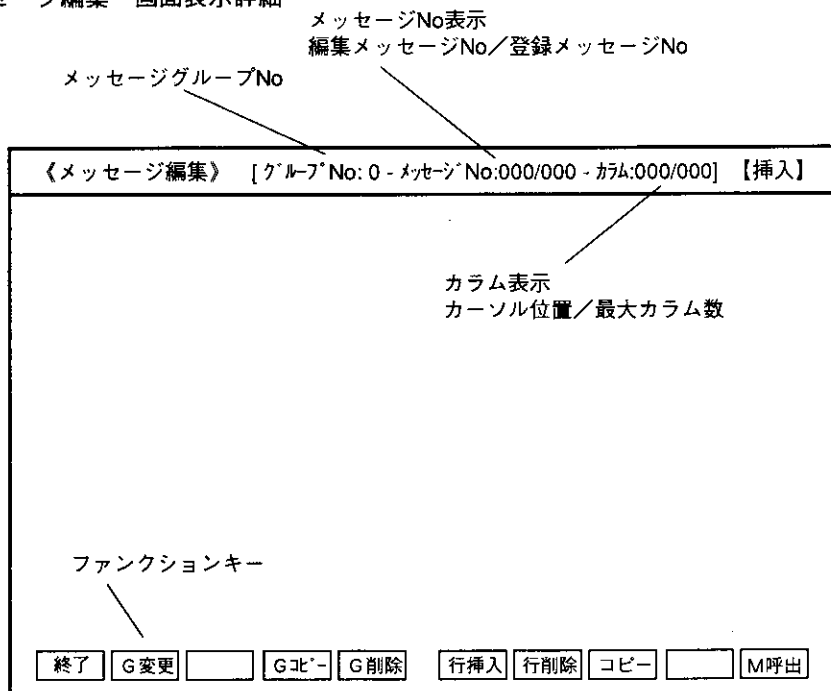 ージ編集 画面表示詳細
メッセージNo表示
編集メッセージNo／登録メッセージNo
メッセージグループNo
《メッセージ編集》 [ｸﾞﾙｰﾌﾟNo: 0 - ﾒｯｾｰｼﾞNo:000/000 - ｶﾗﾑ:000/000] 【挿入】
カラム表示
カーソル位置／最大カラム数
ファンクションキー
終了 G変更 Gｺﾋﾟｰ G削除 行挿入 行削除 コピー M呼出